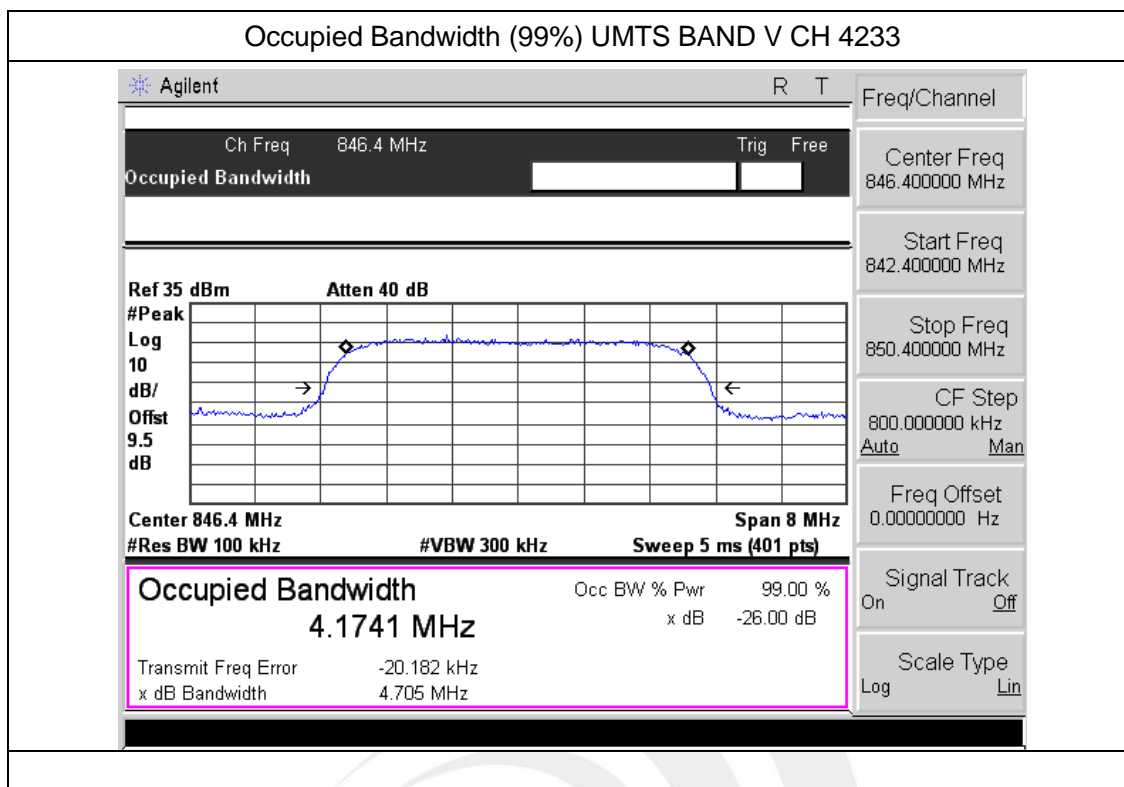 Occupied Bandwidth (99%) UMTS BAND V CH 4233
Agilent R T
Freq/Channel
Ch Freq 846.4 MHz Trig Free
Occupied Bandwidth
Center Freq
846.400000 MHz
Start Freq
842.400000 MHz
Stop Freq
850.400000 MHz
CF Step
800.000000 kHz
Auto Man
Freq Offset
0.00000000 Hz
Signal Track
On Off
Scale Type
Log Lin
Ref 35 dBm Atten 40 dB
#Peak
Log
10
dB/
Offst
9.5
dB
Center 846.4 MHz Span 8 MHz
#Res BW 100 kHz #VBW 300 kHz Sweep 5 ms (401 pts)
Occupied Bandwidth
4.1741 MHz
Occ BW % Pwr 99.00 %
x dB -26.00 dB
Transmit Freq Error -20.182 kHz
x dB Bandwidth 4.705 MHz